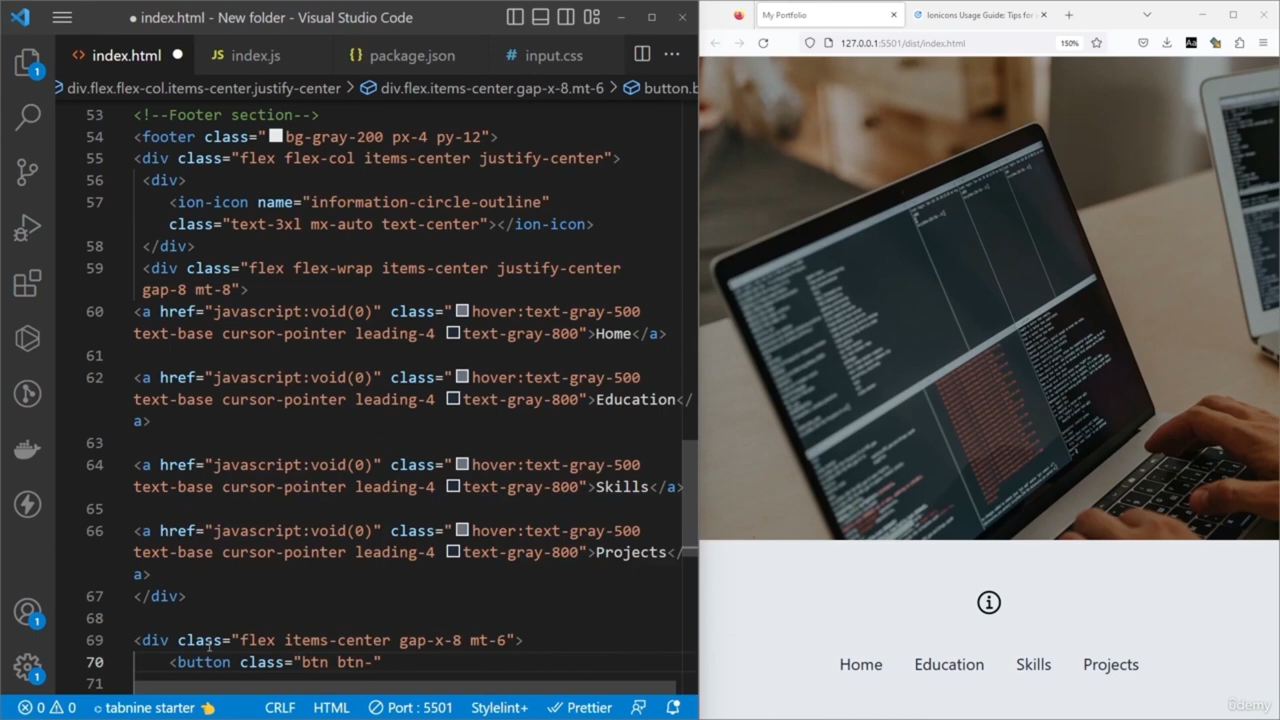 index.html - New folder - Visual Studio Code
index.html
JS index.js
{} package.json
# input.css
div.flex.flex-col.items-center.justify-center > div.flex.items-center.gap-x-8.mt-6 > button.b
53 <!--Footer section-->
54 <footer class="bg-gray-200 px-4 py-12">
55 <div class="flex flex-col items-center justify-center">
56 <div>
57 <ion-icon name="information-circle-outline"
class="text-3xl mx-auto text-center"></ion-icon>
58 </div>
59 <div class="flex flex-wrap items-center justify-center
gap-8 mt-8">
60 <a href="javascript:void(0)" class="hover:text-gray-500
text-base cursor-pointer leading-4 text-gray-800">Home</a>
61
62 <a href="javascript:void(0)" class="hover:text-gray-500
text-base cursor-pointer leading-4 text-gray-800">Education</
a>
63
64 <a href="javascript:void(0)" class="hover:text-gray-500
text-base cursor-pointer leading-4 text-gray-800">Skills</a>
65
66 <a href="javascript:void(0)" class="hover:text-gray-500
text-base cursor-pointer leading-4 text-gray-800">Projects</
a>
67 </div>
68
69 <div class="flex items-center gap-x-8 mt-6">
70 <button class="btn btn-"
71
1
1
1
0 0 tabnine starter CRLF HTML Port : 5501 Stylelint+ Prettier
My Portfolio
Ionicons Usage Guide: Tips for
127.0.0.1:5501/dist/index.html
150%
Aa
Home Education Skills Projects
ûdemy